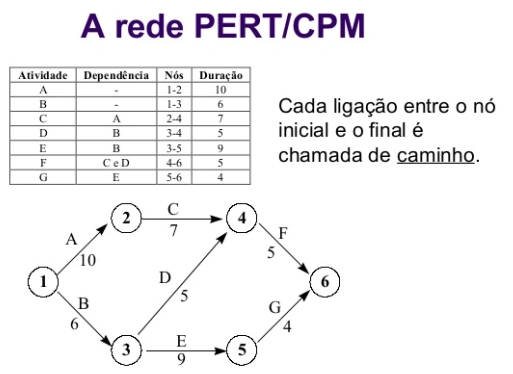 A rede PERT/CPM
Atividade Dependência Nós Duração
A - 1-2 10
B - 1-3 6
C A 2-4 7
D B 3-4 5
E B 3-5 9
F C e D 4-6 5
G E 5-6 4
Cada ligação entre o nó
inicial e o final é
chamada de caminho.
2 C 4
7
A F
10 5
D
1 5 6
B G
6 4
3 E 5
9